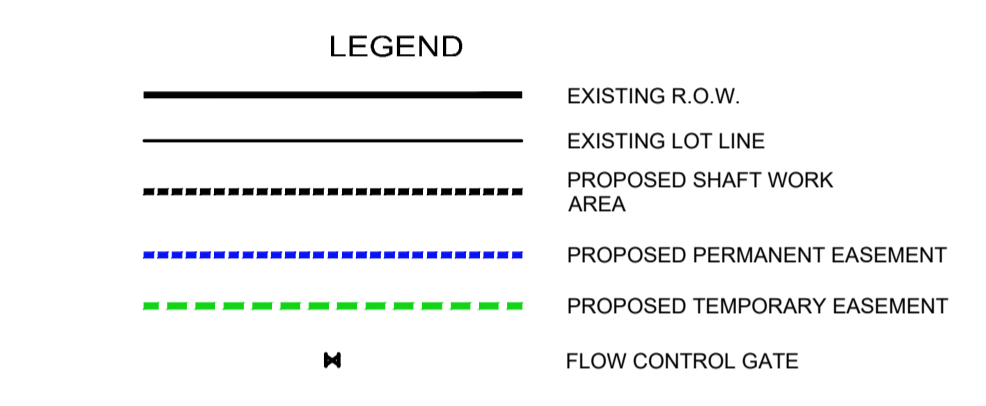 LEGEND
EXISTING R.O.W.
EXISTING LOT LINE
PROPOSED SHAFT WORK
AREA
PROPOSED PERMANENT EASEMENT
PROPOSED TEMPORARY EASEMENT
FLOW CONTROL GATE